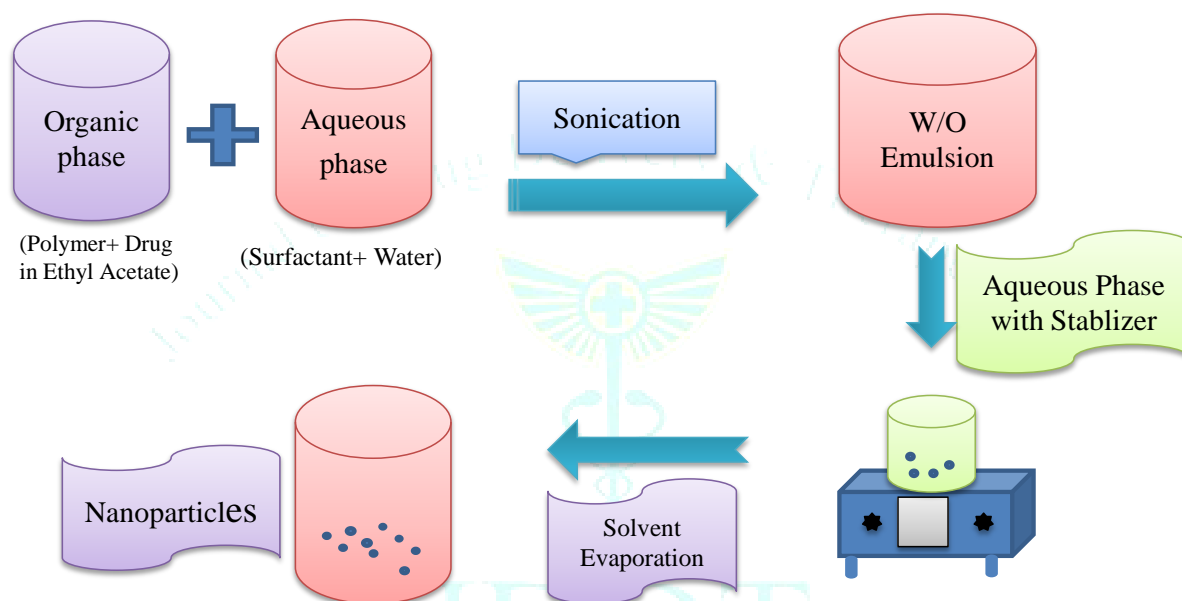 Organic
phase
Aqueous
phase
Sonication
W/O
Emulsion
(Polymer+ Drug
in Ethyl Acetate)
(Surfactant+ Water)
Aqueous Phase
with Stablizer
Nanoparticles
Solvent
Evaporation